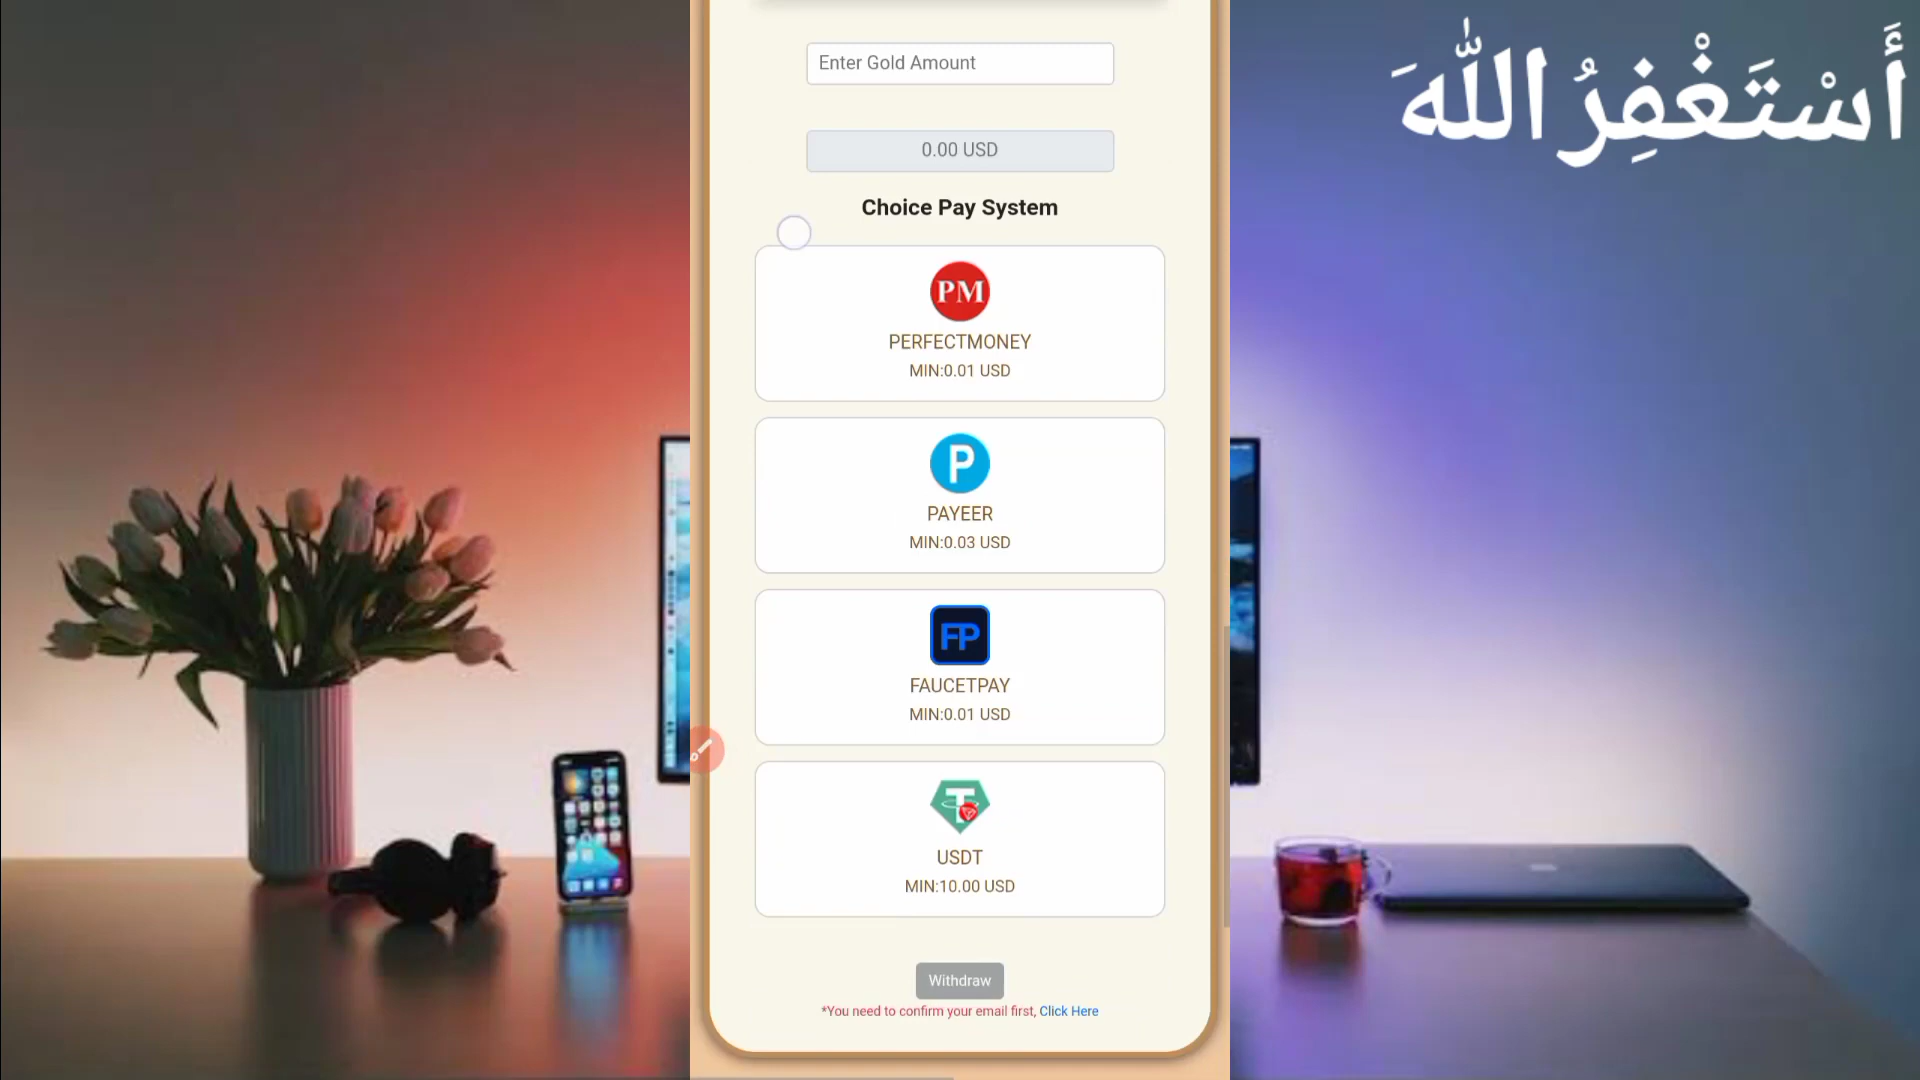 أَسْتَغْفِرُ اللّٰهَ
Enter Gold Amount
0.00 USD
Choice Pay System
PM
PERFECTMONEY
MIN:0.01 USD
P
PAYEER
MIN:0.03 USD
FP
FAUCETPAY
MIN:0.01 USD
USDT
MIN:10.00 USD
Withdraw
*You need to confirm your email first, Click Here